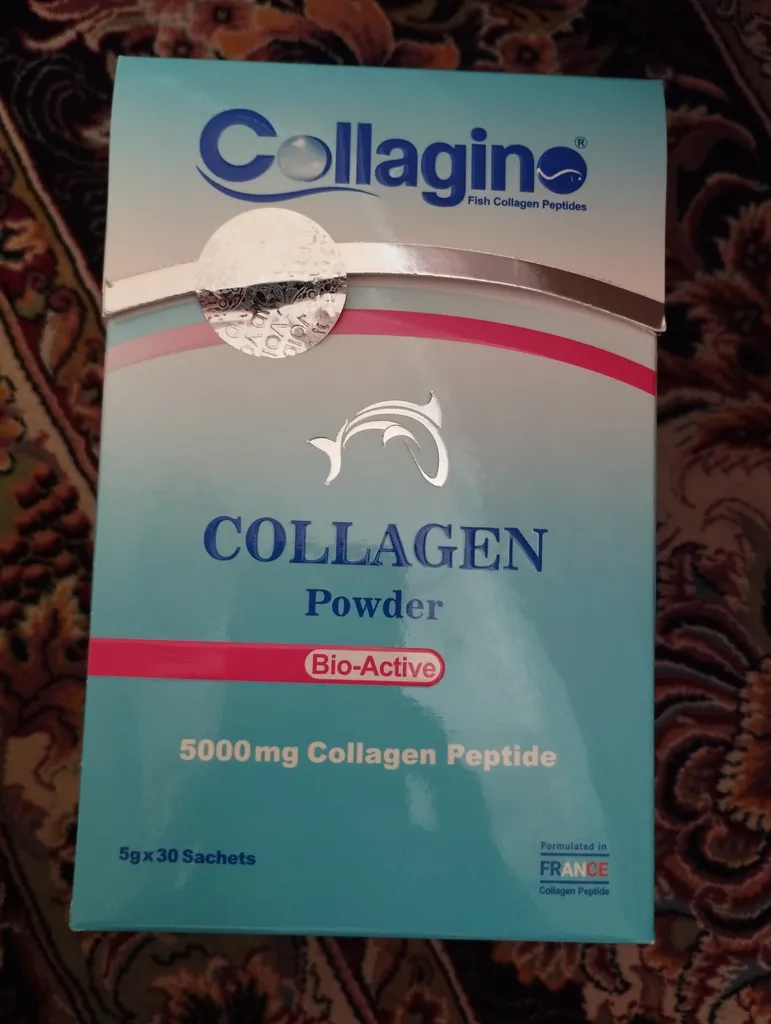 Collagino®
Fish Collagen Peptides
COLLAGEN
Powder
Bio-Active
5000mg Collagen Peptide
5g x 30 Sachets
Formulated in
FRANCE
Collagen Peptide